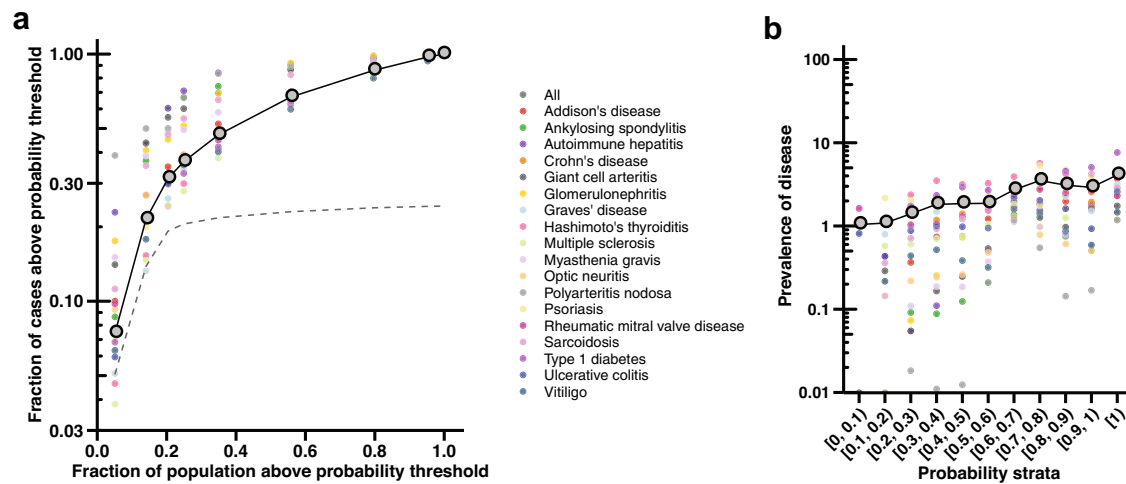 a
Fraction of cases above probability threshold
1.00
0.30
0.10
0.03
0.0
0.2
0.4
0.6
0.8
1.0
Fraction of population above probability threshold
All
Addison's disease
Ankylosing spondylitis
Autoimmune hepatitis
Crohn's disease
Giant cell arteritis
Glomerulonephritis
Graves' disease
Hashimoto's thyroiditis
Multiple sclerosis
Myasthenia gravis
Optic neuritis
Polyarteritis nodosa
Psoriasis
Rheumatic mitral valve disease
Sarcoidosis
Type 1 diabetes
Ulcerative colitis
Vitiligo
b
Prevalence of disease
100
10
1
0.1
0.01
[0, 0.1)
[0.1, 0.2)
[0.2, 0.3)
[0.3, 0.4)
[0.4, 0.5)
[0.5, 0.6)
[0.6, 0.7)
[0.7, 0.8)
[0.8, 0.9)
[0.9, 1)
[1]
Probability strata